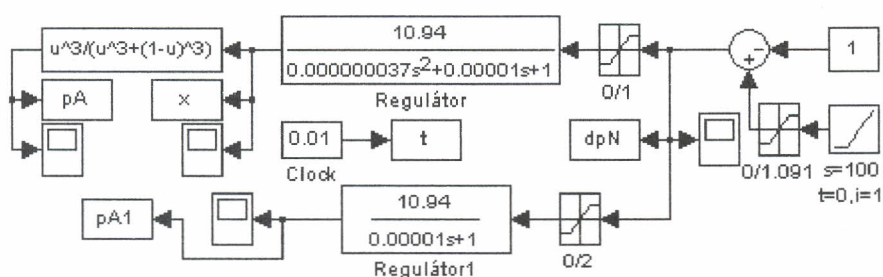 u^3/(u^3+(1-u)^3)
10.94
0.000000037s²+0.00001s+1
Regulátor
0/1
1
pA
x
0.01
Clock
t
dpN
0/1.091
s=100
t=0,i=1
pA1
10.94
0.00001s+1
Regulátor1
0/2